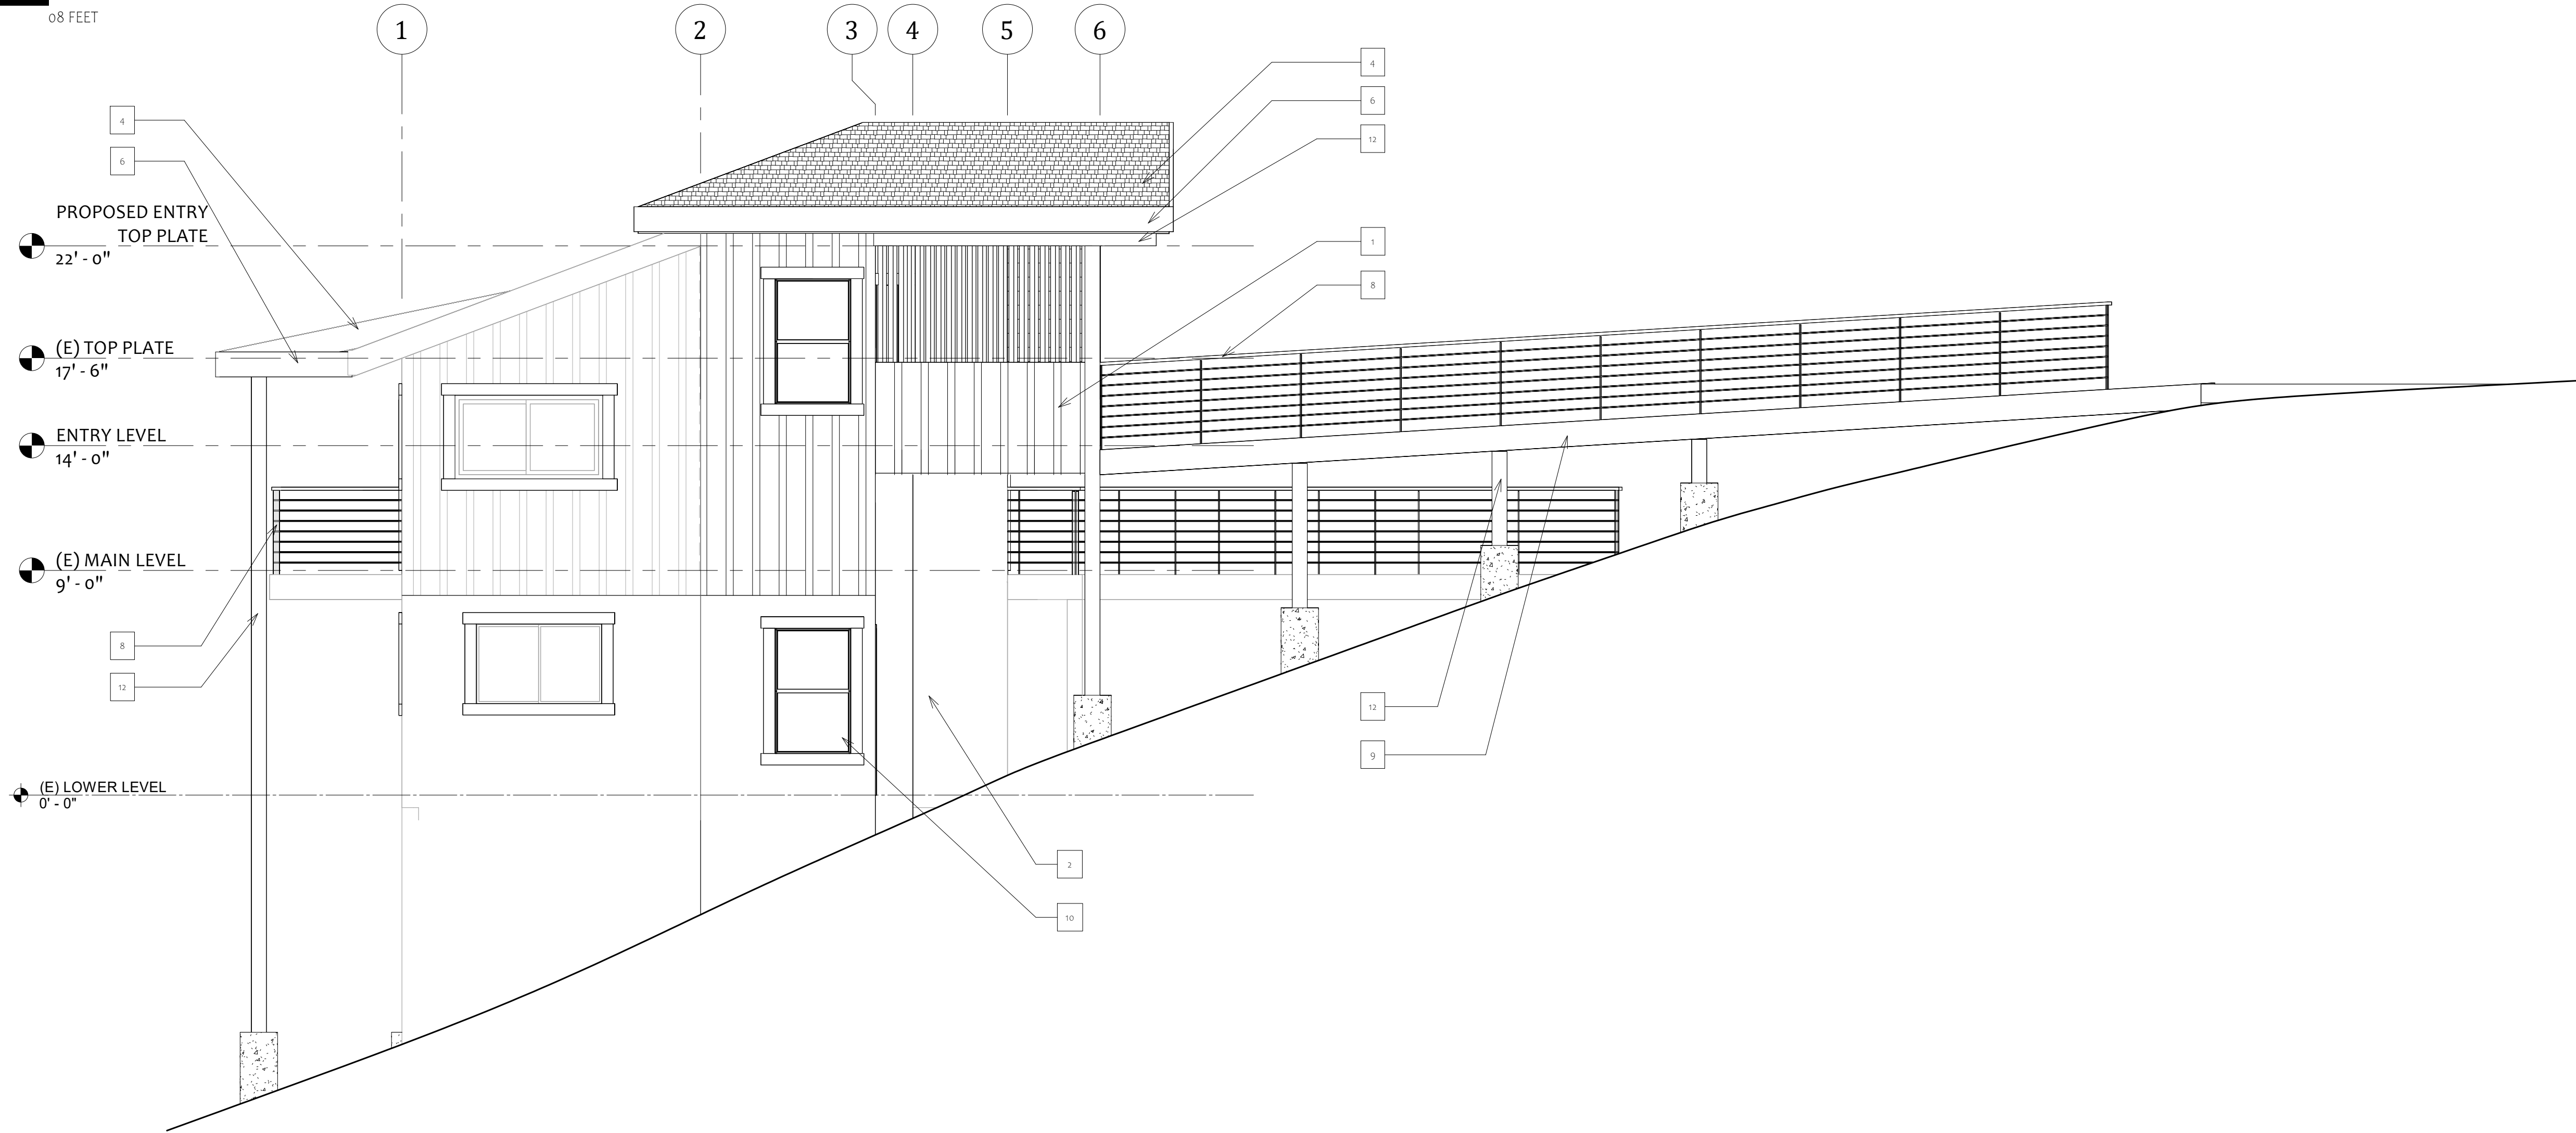 08 FEET
1
2
3
4
5
6
4
6
4
6
12
PROPOSED ENTRY
TOP PLATE
22' - 0"
1
8
(E) TOP PLATE
17' - 6"
ENTRY LEVEL
14' - 0"
(E) MAIN LEVEL
9' - 0"
8
12
12
9
(E) LOWER LEVEL
0' - 0"
2
10